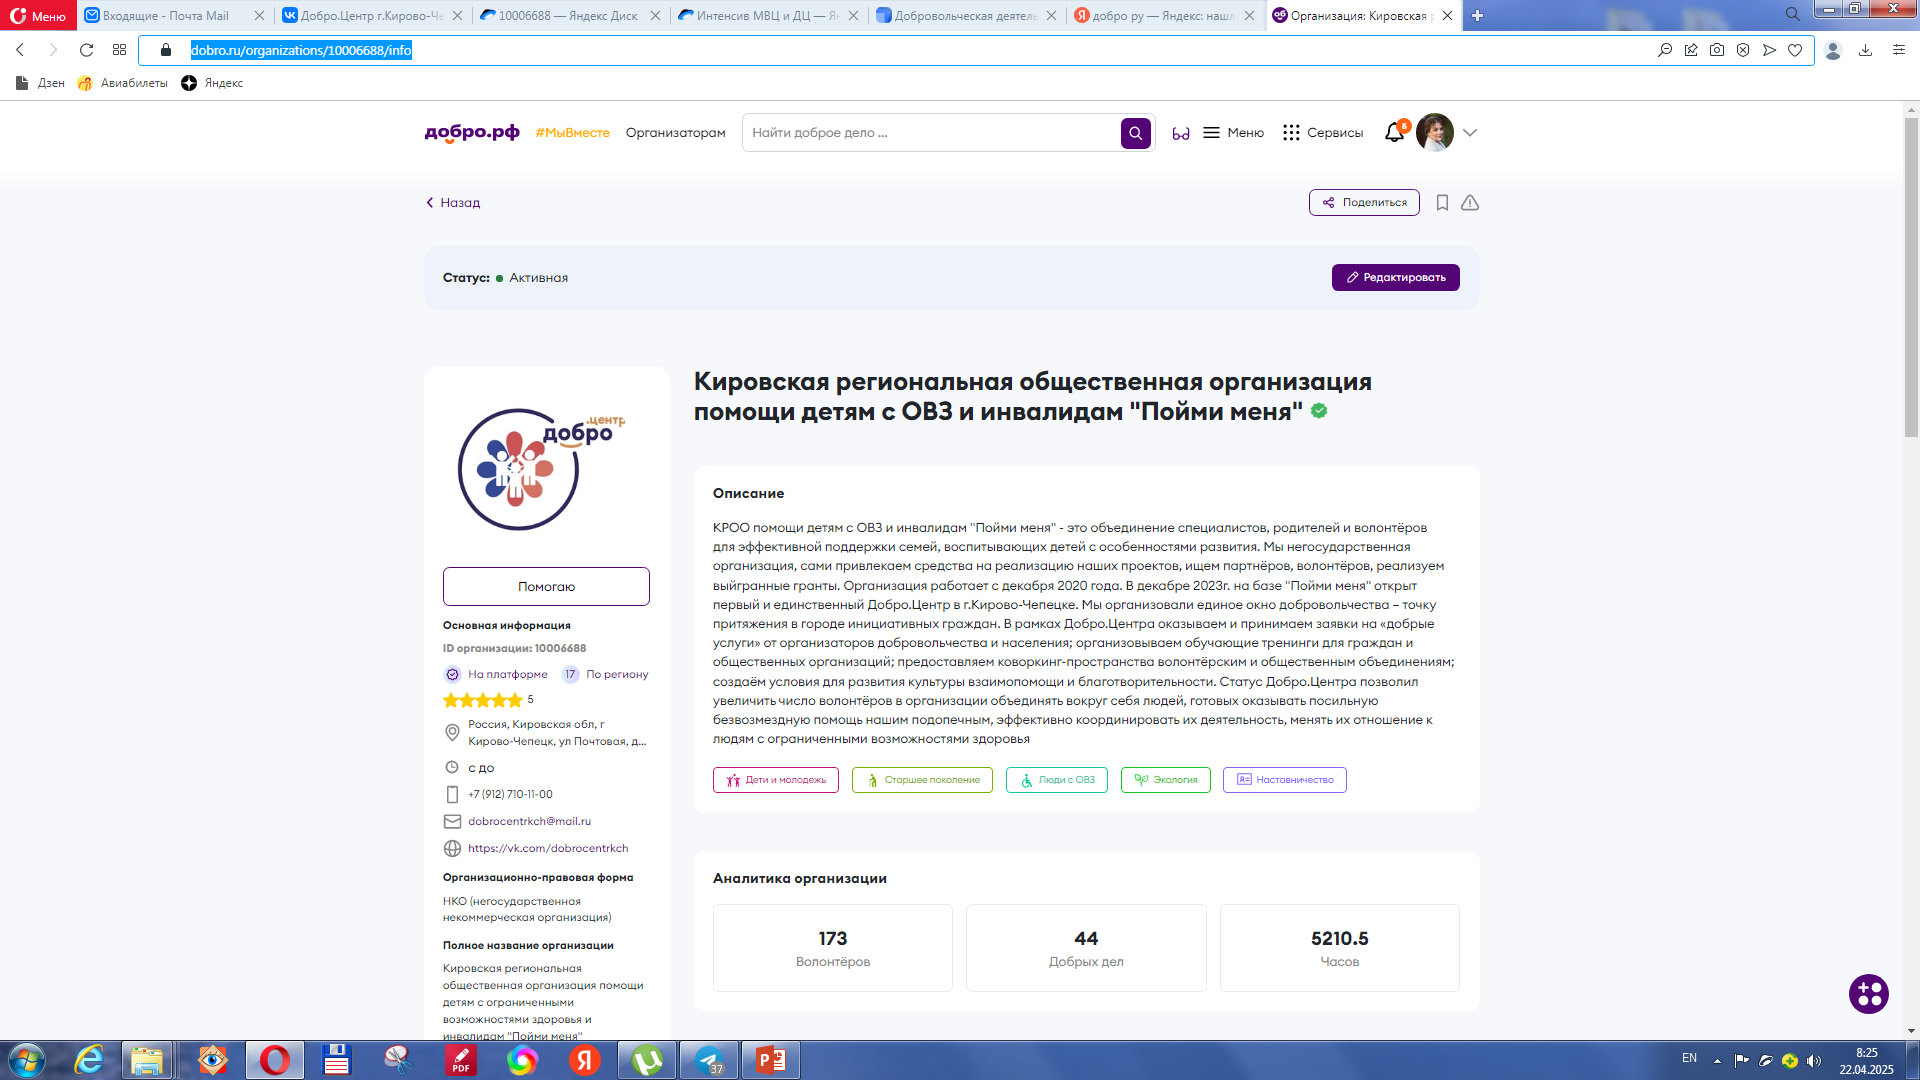 Меню
Входящие - Почта Mail
Добро.Центр г.Кирово-Че
10006688 — Яндекс Диск
Интенсив МВЦ и ДЦ — Ян
Добровольческая деятель
добро ру — Яндекс: нашл
Организация: Кировская р
dobro.ru/organizations/10006688/info
Дзен
Авиабилеты
Яндекс
добро.рф
#МыВместе
Организаторам
Найти доброе дело ...
Меню
Сервисы
6
Назад
Поделиться
Статус: Активная
Редактировать
добро.центр
Помогаю
Основная информация
ID организации: 10006688
На платформе
17 По региону
5
Россия, Кировская обл, г
Кирово-Чепецк, ул Почтовая, д...
с до
+7 (912) 710-11-00
dobrocentrkch@mail.ru
https://vk.com/dobrocentrkch
Организационно-правовая форма
НКО (негосударственная
некоммерческая организация)
Полное название организации
Кировская региональная
общественная организация помощи
детям с ограниченными
возможностями здоровья и
инвалидам "Пойми меня"
Кировская региональная общественная организация
помощи детям с ОВЗ и инвалидам "Пойми меня"
Описание
КРОО помощи детям с ОВЗ и инвалидам "Пойми меня" - это объединение специалистов, родителей и волонтёров
для эффективной поддержки семей, воспитывающих детей с особенностями развития. Мы негосударственная
организация, сами привлекаем средства на реализацию наших проектов, ищем партнёров, волонтёров, реализуем
выйгранные гранты. Организация работает с декабря 2020 года. В декабре 2023г. на базе "Пойми меня" открыт
первый и единственный Добро.Центр в г.Кирово-Чепецке. Мы организовали единое окно добровольчества – точку
притяжения в городе инициативных граждан. В рамках Добро.Центра оказываем и принимаем заявки на «добрые
услуги» от организаторов добровольчества и населения; организовываем обучающие тренинги для граждан и
общественных организаций; предоставляем коворкинг-пространства волонтёрским и общественным объединениям;
создаём условия для развития культуры взаимопомощи и благотворительности. Статус Добро.Центра позволил
увеличить число волонтёров в организации объединять вокруг себя людей, готовых оказывать посильную
безвозмездную помощь нашим подопечным, эффективно координировать их деятельность, менять их отношение к
людям с ограниченными возможностями здоровья
Дети и молодежь
Старшее поколение
Люди с ОВЗ
Экология
Наставничество
Аналитика организации
173
Волонтёров
44
Добрых дел
5210.5
Часов
PDF
Я
37
EN
8:25
22.04.2025